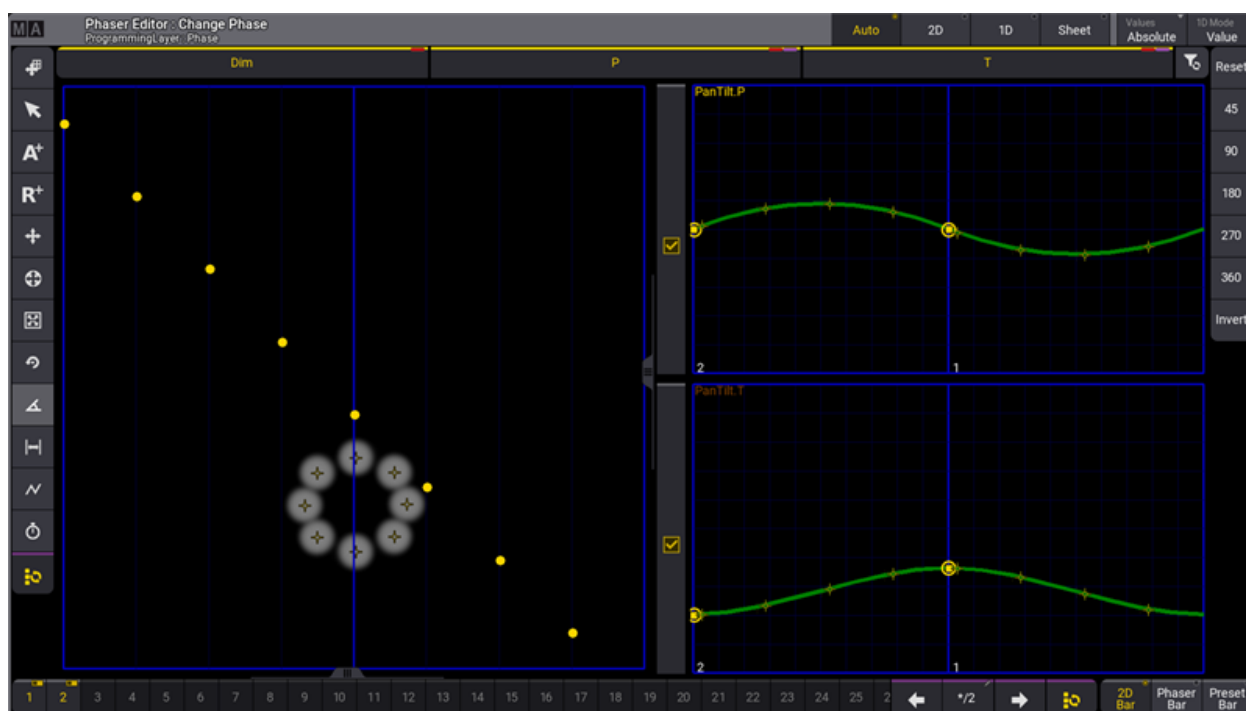 MA
Phaser Editor : Change Phase
ProgrammingLayer : Phase
Auto
2D
1D
Sheet
Values
Absolute
1D Mode
Value
Dim
P
T
Reset
45
90
180
270
360
Invert
A+
R+
PanTilt.P
2
1
PanTilt.T
2
1
1 2 3 4 5 6 7 8 9 10 11 12 13 14 15 16 17 18 19 20 21 22 23 24 25 2
*/2
2D
Bar
Phaser
Bar
Preset
Bar